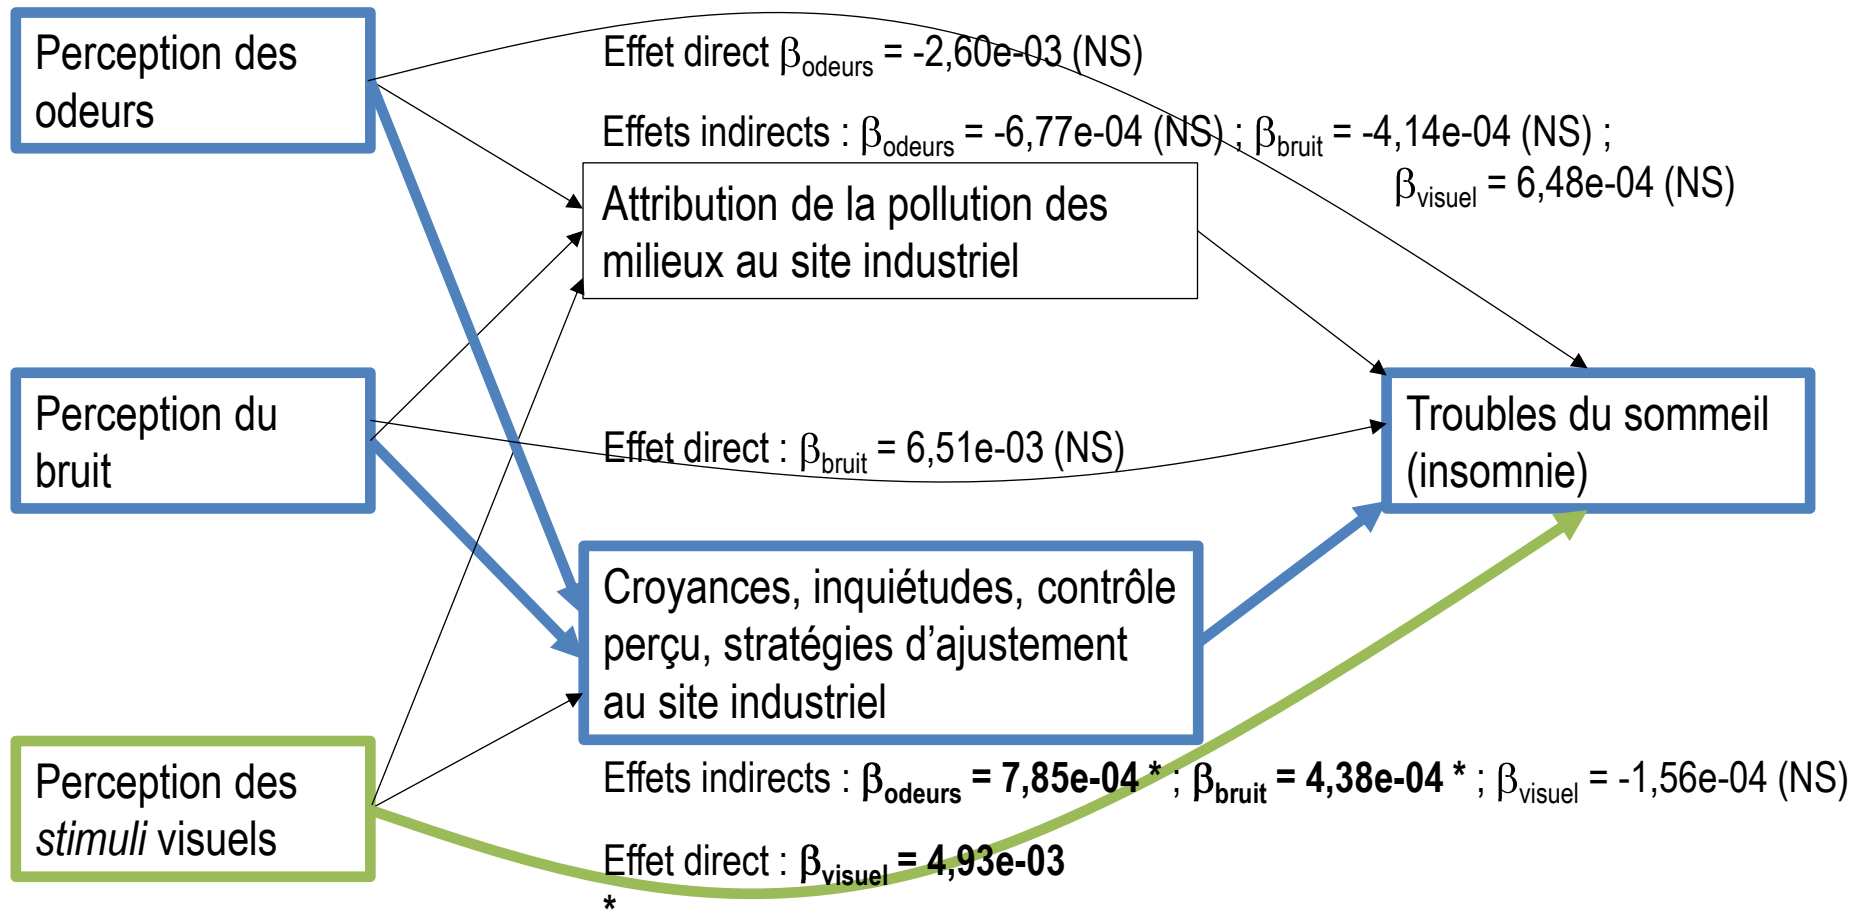 Perception des
odeurs
Effet direct βodeurs = -2,60e-03 (NS)
Effets indirects : βodeurs = -6,77e-04 (NS) ; βbruit = -4,14e-04 (NS) ;
βvisuel = 6,48e-04 (NS)
Attribution de la pollution des
milieux au site industriel
Perception du
bruit
Effet direct : βbruit = 6,51e-03 (NS)
Troubles du sommeil
(insomnie)
Croyances, inquiétudes, contrôle
perçu, stratégies d’ajustement
au site industriel
Perception des
stimuli visuels
Effets indirects : βodeurs = 7,85e-04 * ; βbruit = 4,38e-04 * ; βvisuel = -1,56e-04 (NS)
Effet direct : βvisuel = 4,93e-03
*